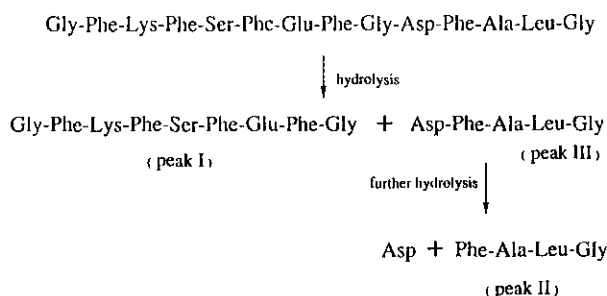 Gly-Phe-Lys-Phe-Ser-Phe-Glu-Phe-Gly-Asp-Phe-Ala-Leu-Gly
hydrolysis
Gly-Phe-Lys-Phe-Ser-Phe-Glu-Phe-Gly + Asp-Phe-Ala-Leu-Gly
(peak I) (peak III)
further hydrolysis
Asp + Phe-Ala-Leu-Gly
(peak II)